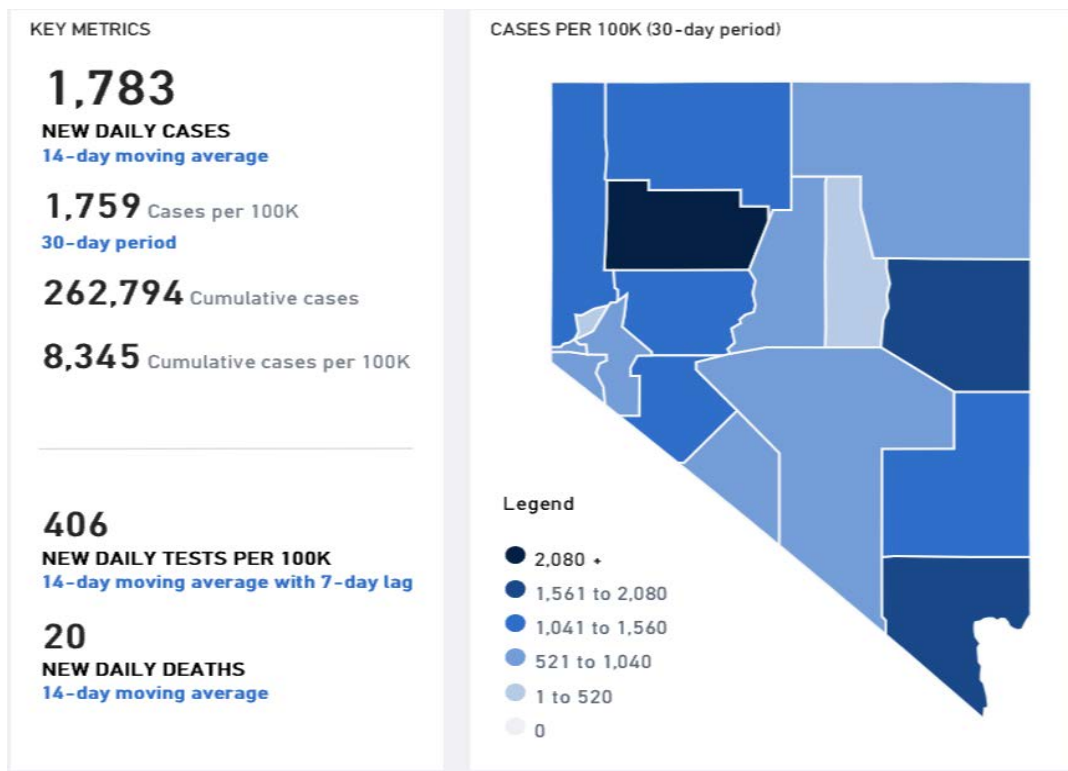 KEY METRICS
1,783
NEW DAILY CASES
14-day moving average
1,759 Cases per 100K
30-day period
262,794 Cumulative cases
8,345 Cumulative cases per 100K
406
NEW DAILY TESTS PER 100K
14-day moving average with 7-day lag
20
NEW DAILY DEATHS
14-day moving average
CASES PER 100K (30-day period)
Legend
2,080 +
1,561 to 2,080
1,041 to 1,560
521 to 1,040
1 to 520
0